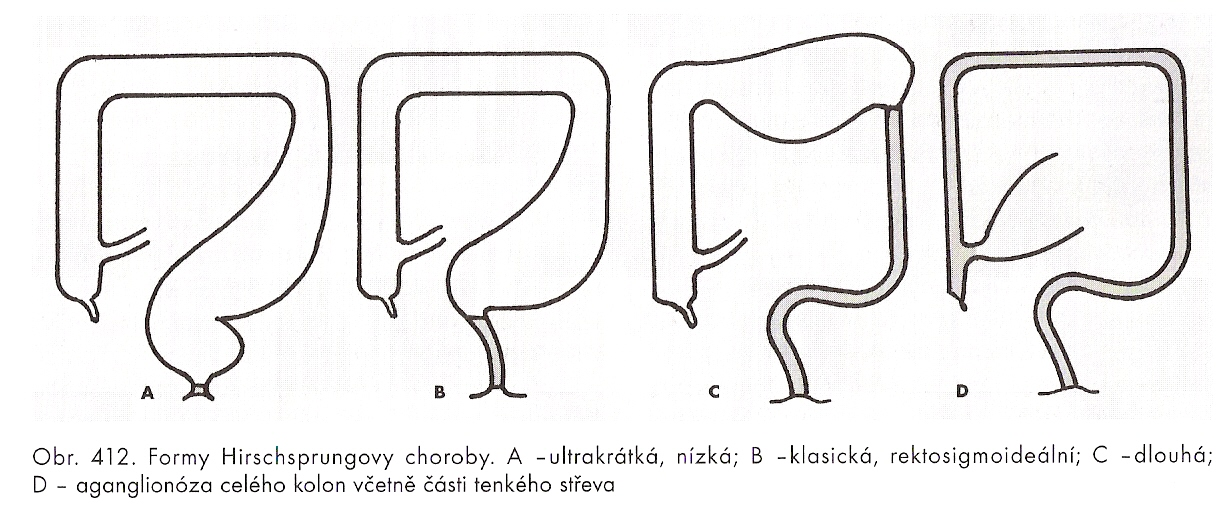 A B C D
Obr. 412. Formy Hirschsprungovy choroby. A –ultrakrátká, nízká; B –klasická, rektosigmoideální; C –dlouhá;
D – aganglionóza celého kolon včetně části tenkého střeva